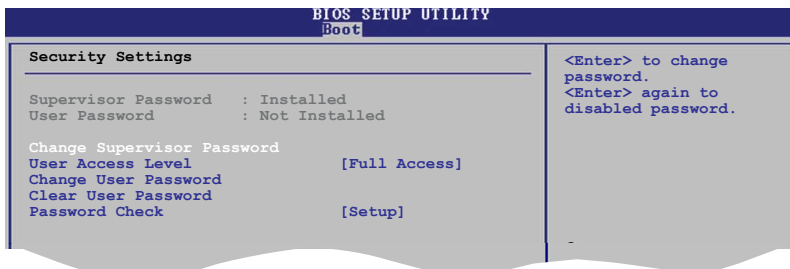 BIOS SETUP UTILITY
Boot
Security Settings
Supervisor Password : Installed
User Password : Not Installed
Change Supervisor Password
User Access Level [Full Access]
Change User Password
Clear User Password
Password Check [Setup]
<Enter> to change
password.
<Enter> again to
disabled password.